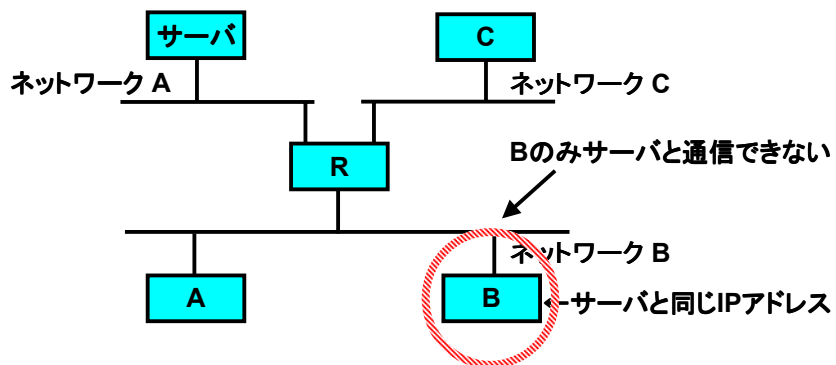 サーバ
C
ネットワーク A
ネットワーク C
Bのみサーバと通信できない
R
ネットワーク B
A
B
サーバと同じIPアドレス